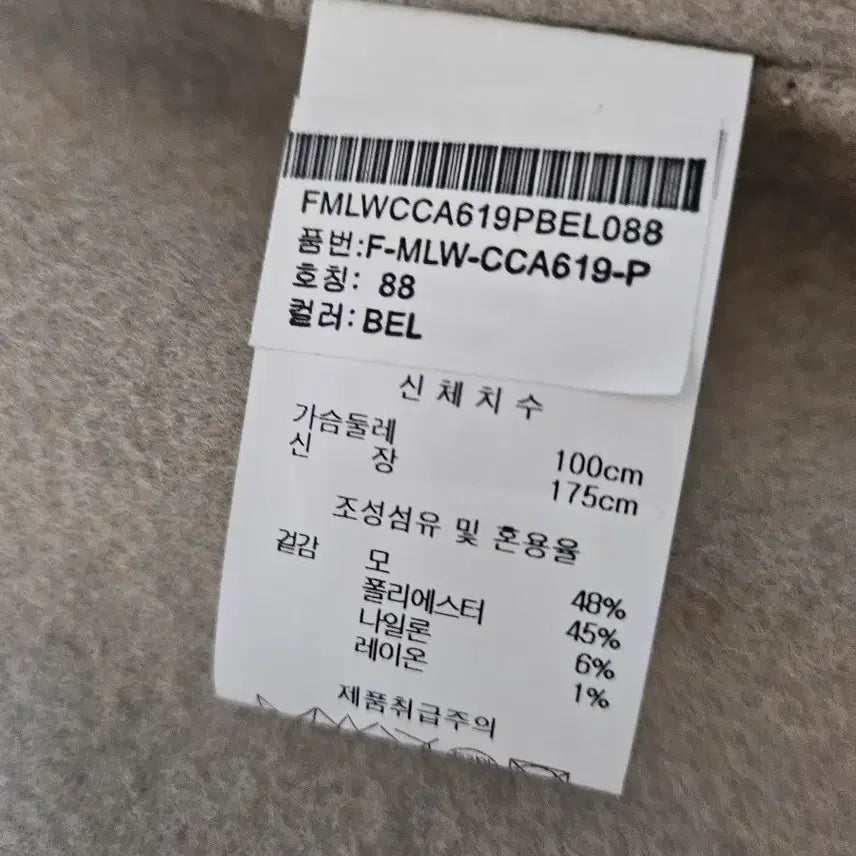 FMLWCCA619PBEL088
품번:F-MLW-CCA619-P
호칭: 88
컬러: BEL
신 체 치 수
가슴둘레 100cm
신 장 175cm
조성섬유 및 혼용율
겉감 모 48%
폴리에스터 45%
나일론 6%
레이온 1%
제품취급주의